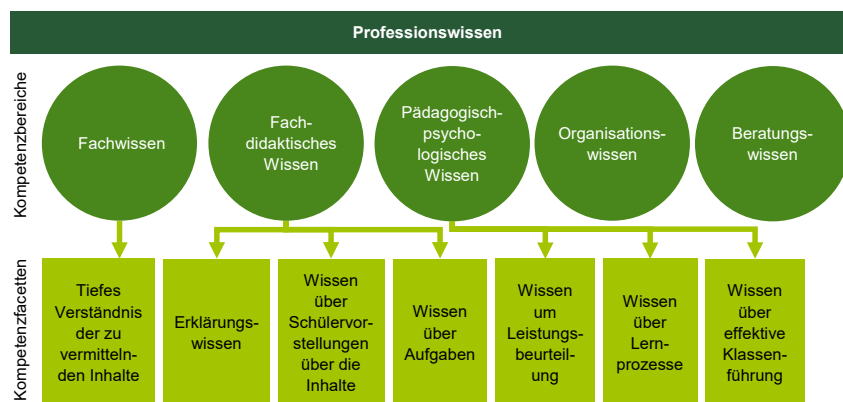 Professionswissen
Kompetenzbereiche
Fachwissen
Fach-
didaktisches
Wissen
Pädagogisch-
psycho-
logisches
Wissen
Organisations-
wissen
Beratungs-
wissen
Kompetenzfacetten
Tiefes
Verständnis
der zu
vermitteln-
den Inhalte
Erklärungs-
wissen
Wissen
über
Schülervor-
stellungen
über die
Inhalte
Wissen
über
Aufgaben
Wissen
um
Leistungs-
beurteil-
ung
Wissen
über
Lern-
prozesse
Wissen
über
effektive
Klassen-
führung